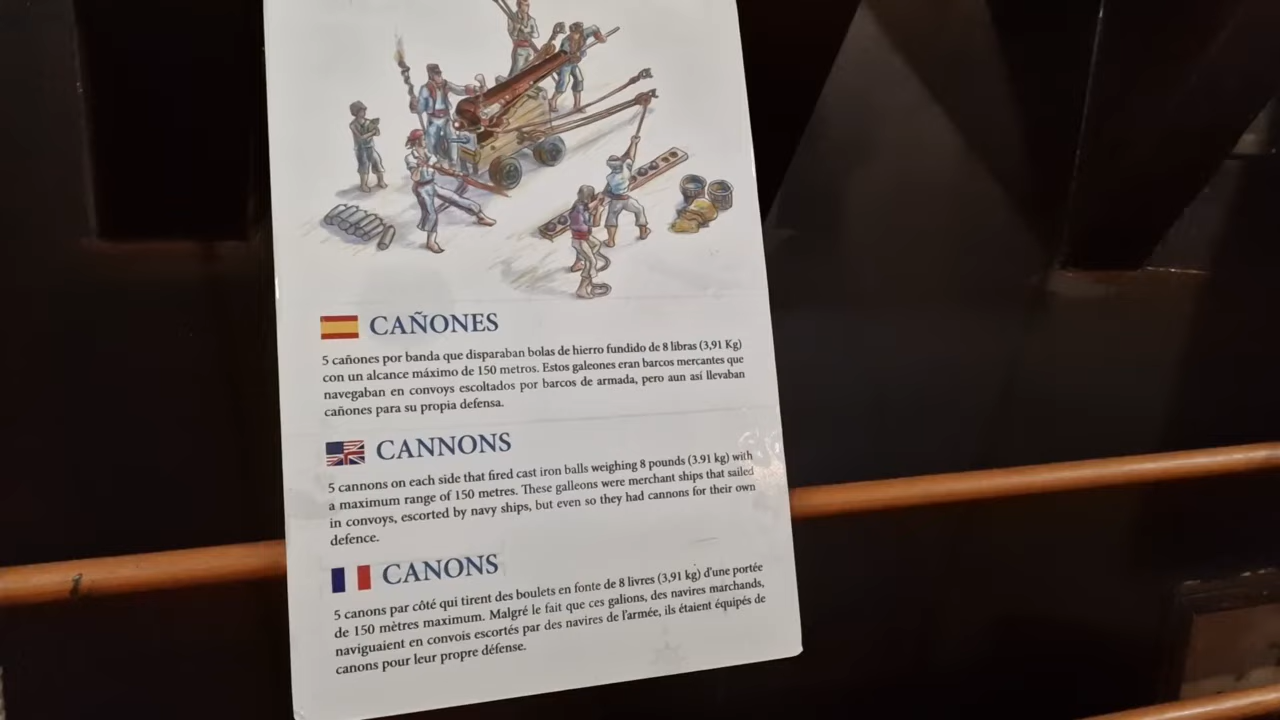 CAÑONES
5 cañones por banda que disparaban bolas de hierro fundido de 8 libras (3,91 Kg)
con un alcance máximo de 150 metros. Estos galeones eran barcos mercantes que
navegaban en convoys escoltados por barcos de armada, pero aun así llevaban
cañones para su propia defensa.
CANNONS
5 cannons on each side that fired cast iron balls weighing 8 pounds (3.91 kg) with
a maximum range of 150 metres. These galleons were merchant ships that sailed
in convoys, escorted by navy ships, but even so they had cannons for their own
defence.
CANONS
5 canons par côté qui tirent des boulets en fonte de 8 livres (3,91 kg) d'une portée
de 150 mètres maximum. Malgré le fait que ces galions, des navires marchands,
naviguaient en convois escortés par des navires de l'armée, ils étaient équipés de
canons pour leur propre défense.